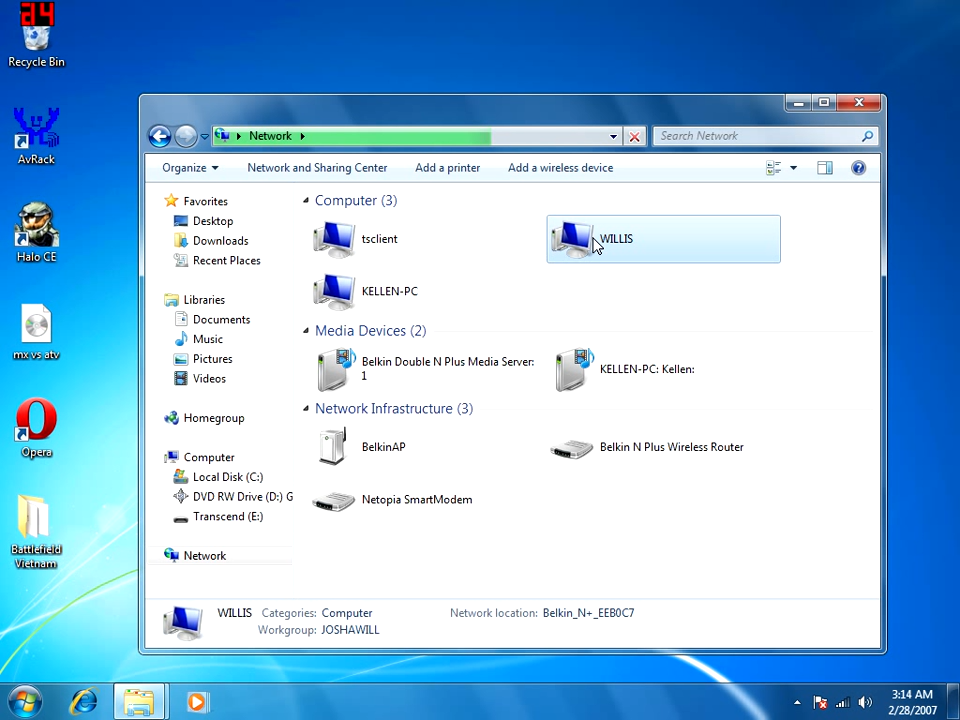 a4
Recycle Bin
AvRack
Halo CE
mx vs atv
Opera
Battlefield
Vietnam
Network
Search Network
Organize
Network and Sharing Center
Add a printer
Add a wireless device
Favorites
Desktop
Downloads
Recent Places
Libraries
Documents
Music
Pictures
Videos
Homegroup
Computer
Local Disk (C:)
DVD RW Drive (D:) G
Transcend (E:)
Network
Computer (3)
tsclient
WILLIS
KELLEN-PC
Media Devices (2)
Belkin Double N Plus Media Server:
1
KELLEN-PC: Kellen:
Network Infrastructure (3)
BelkinAP
Belkin N Plus Wireless Router
Netopia SmartModem
WILLIS Categories: Computer Network location: Belkin_N+_EEB0C7
Workgroup: JOSHAWILL
3:14 AM
2/28/2007